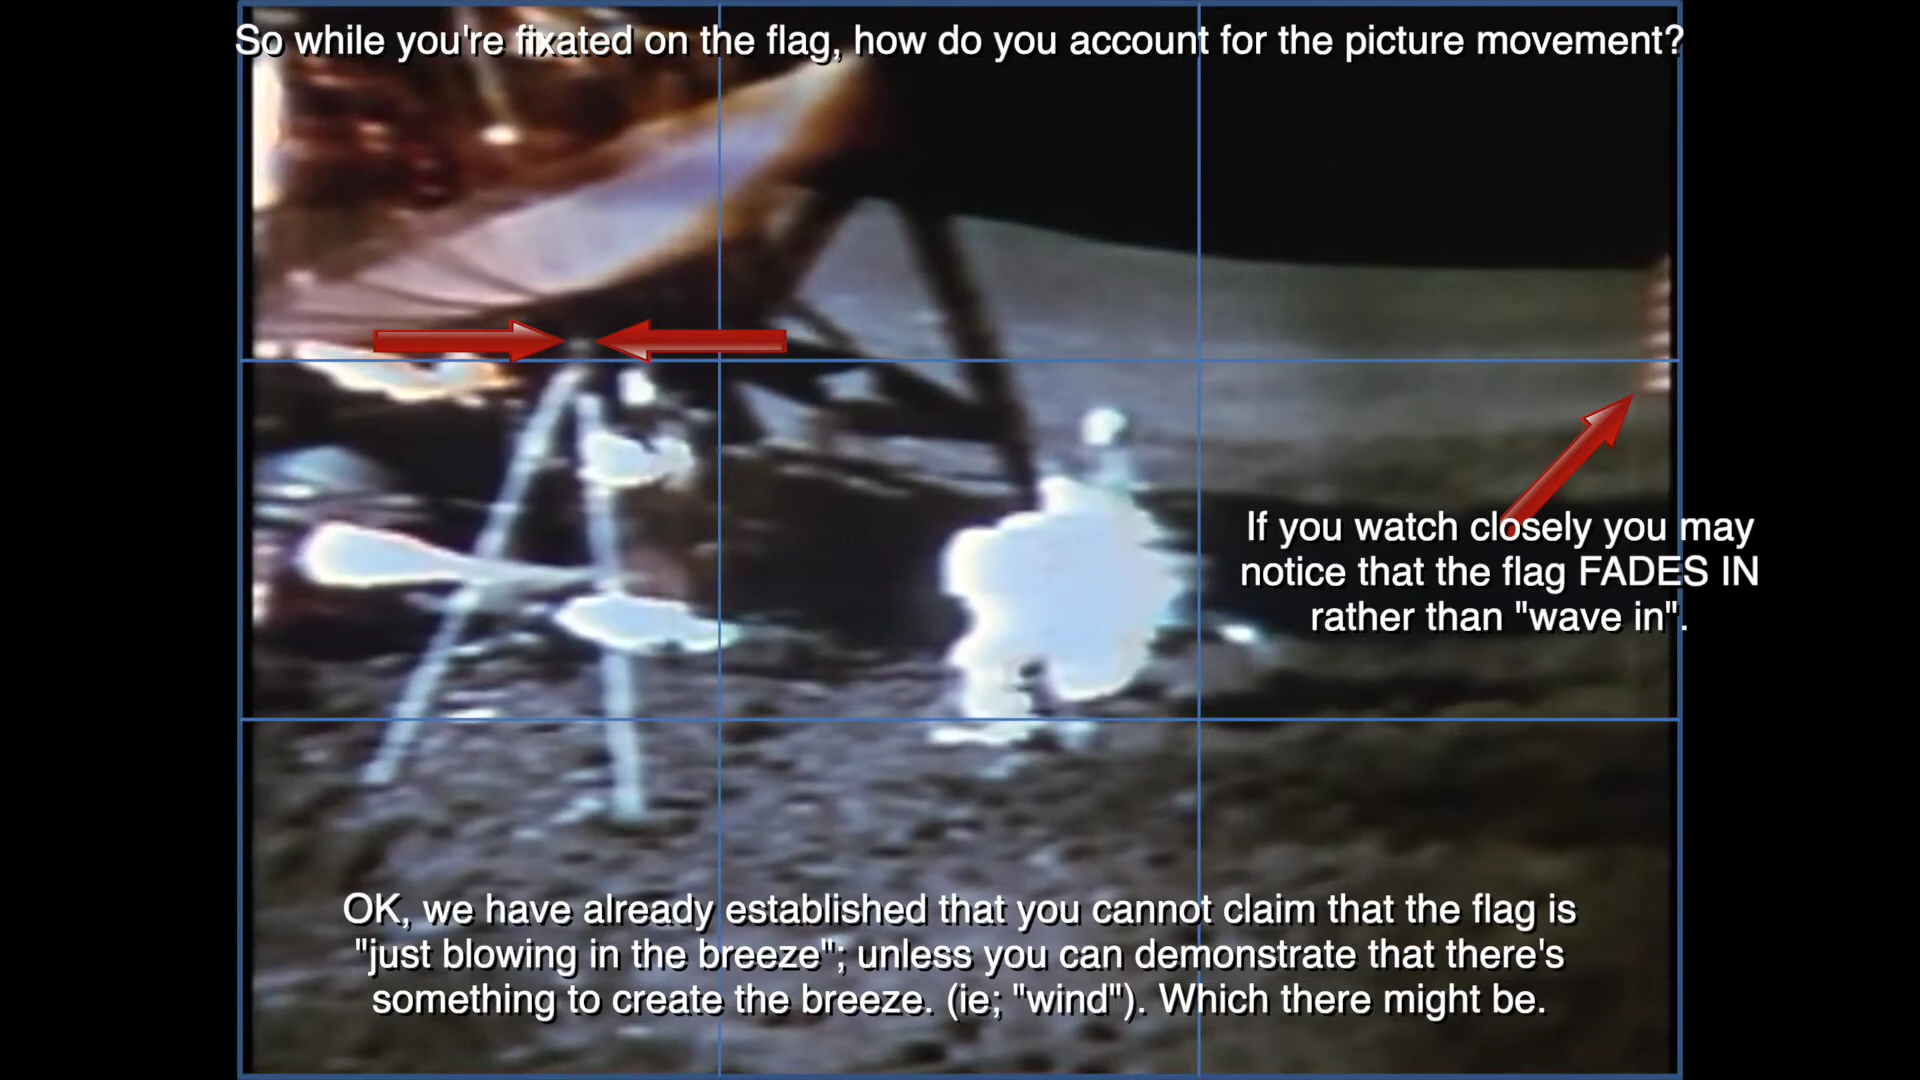 So while you're fixated on the flag, how do you account for the picture movement?
If you watch closely you may
notice that the flag FADES IN
rather than "wave in".
OK, we have already established that you cannot claim that the flag is
"just blowing in the breeze"; unless you can demonstrate that there's
something to create the breeze. (ie; "wind"). Which there might be.